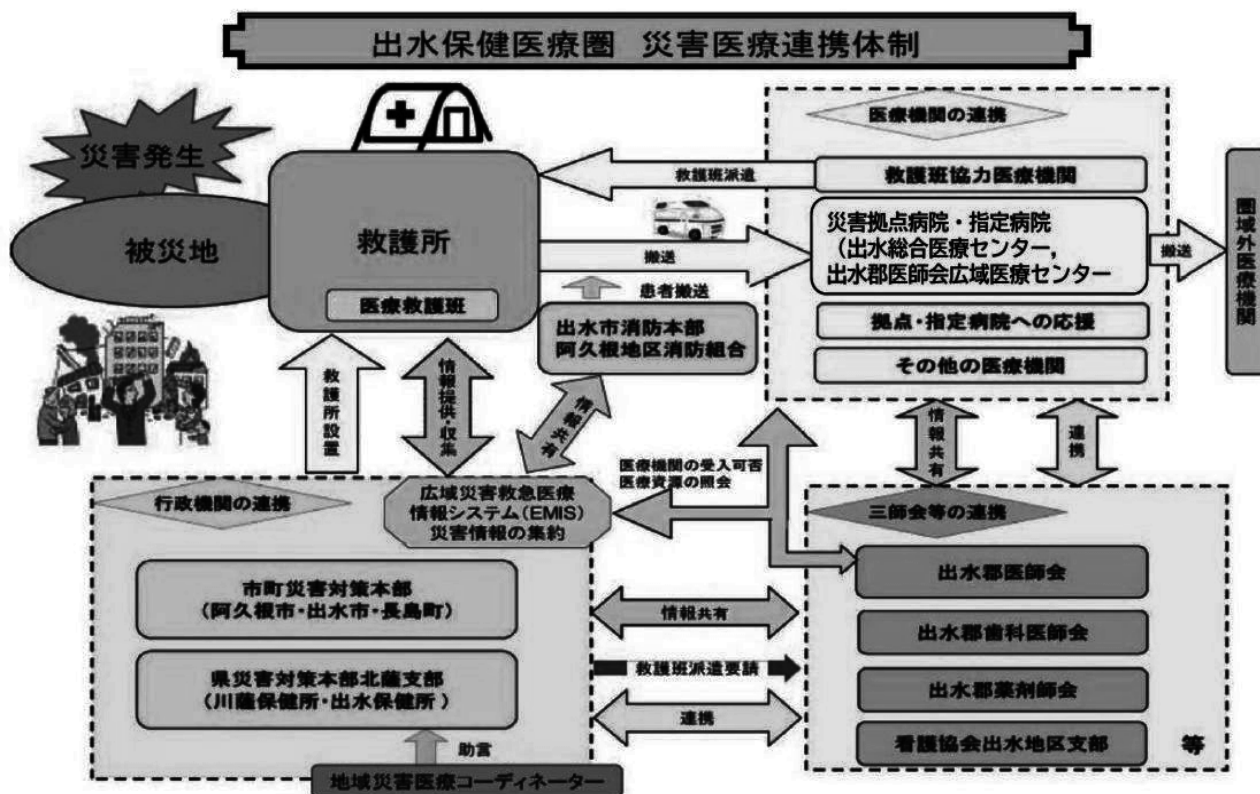 出水保健医療圏 災害医療連携体制
災害発生
被災地
救護所
医療救護班
救護班派遣
搬送
患者搬送
出水市消防本部
阿久根地区消防組合
医療機関の連携
救護班協力医療機関
災害拠点病院・指定病院
（出水総合医療センター，
出水郡医師会広域医療センター
拠点・指定病院への応援
その他の医療機関
搬送
圏域外医療機関
救護所設置
情報提供・収集
情報共有
医療機関の受入可否
医療資源の照会
情報共有
連携
行政機関の連携
広域災害救急医療
情報システム（EMIS）
災害情報の集約
市町災害対策本部
（阿久根市・出水市・長島町）
県災害対策本部北薩支部
（川薩保健所・出水保健所）
助言
地域災害医療コーディネーター
情報共有
救護班派遣要請
連携
三師会等の連携
出水郡医師会
出水郡歯科医師会
出水郡薬剤師会
看護協会出水地区支部
等